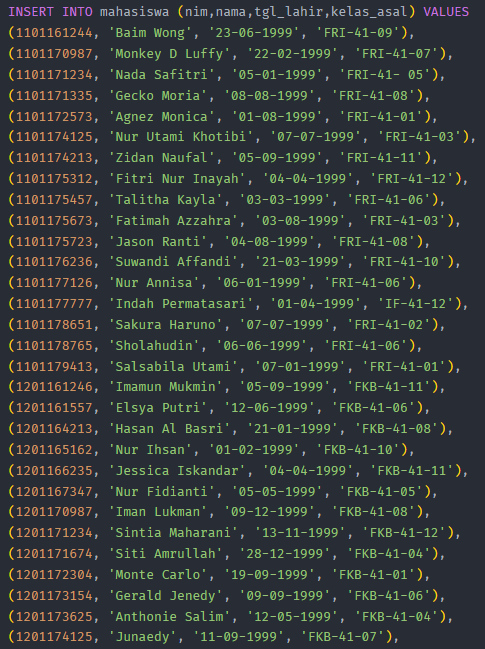 INSERT INTO mahasiswa (nim,nama,tgl_lahir,kelas_asal) VALUES
(1101161244, 'Baim Wong', '23-06-1999', 'FRI-41-09'),
(1101170987, 'Monkey D Luffy', '22-02-1999', 'FRI-41-07'),
(1101171234, 'Nada Safitri', '05-01-1999', 'FRI-41- 05'),
(1101171335, 'Gecko Moria', '08-08-1999', 'FRI-41-08'),
(1101172573, 'Agnez Monica', '01-08-1999', 'FRI-41-01'),
(1101174125, 'Nur Utami Khotibi', '07-07-1999', 'FRI-41-03'),
(1101174213, 'Zidan Naufal', '05-09-1999', 'FRI-41-11'),
(1101175312, 'Fitri Nur Inayah', '04-04-1999', 'FRI-41-12'),
(1101175457, 'Talitha Kayla', '03-03-1999', 'FRI-41-06'),
(1101175673, 'Fatimah Azzahra', '03-08-1999', 'FRI-41-03'),
(1101175723, 'Jason Ranti', '04-08-1999', 'FRI-41-08'),
(1101176236, 'Suwandi Affandi', '21-03-1999', 'FRI-41-10'),
(1101177126, 'Nur Annisa', '06-01-1999', 'FRI-41-06'),
(1101177777, 'Indah Permatasari', '01-04-1999', 'IF-41-12'),
(1101178651, 'Sakura Haruno', '07-07-1999', 'FRI-41-02'),
(1101178765, 'Sholahudin', '06-06-1999', 'FRI-41-06'),
(1101179413, 'Salsabila Utami', '07-01-1999', 'FRI-41-01'),
(1201161246, 'Imamun Mukmin', '05-09-1999', 'FKB-41-11'),
(1201161557, 'Elsya Putri', '12-06-1999', 'FKB-41-06'),
(1201164213, 'Hasan Al Basri', '21-01-1999', 'FKB-41-08'),
(1201165162, 'Nur Ihsan', '01-02-1999', 'FKB-41-10'),
(1201166235, 'Jessica Iskandar', '04-04-1999', 'FKB-41-11'),
(1201167347, 'Nur Fidianti', '05-05-1999', 'FKB-41-05'),
(1201170987, 'Iman Lukman', '09-12-1999', 'FKB-41-08'),
(1201171234, 'Sintia Maharani', '13-11-1999', 'FKB-41-12'),
(1201171674, 'Siti Amrullah', '28-12-1999', 'FKB-41-04'),
(1201172304, 'Monte Carlo', '19-09-1999', 'FKB-41-01'),
(1201173154, 'Gerald Jenedy', '09-09-1999', 'FKB-41-06'),
(1201173625, 'Anthonie Salim', '12-05-1999', 'FKB-41-04'),
(1201174125, 'Junaedy', '11-09-1999', 'FKB-41-07'),